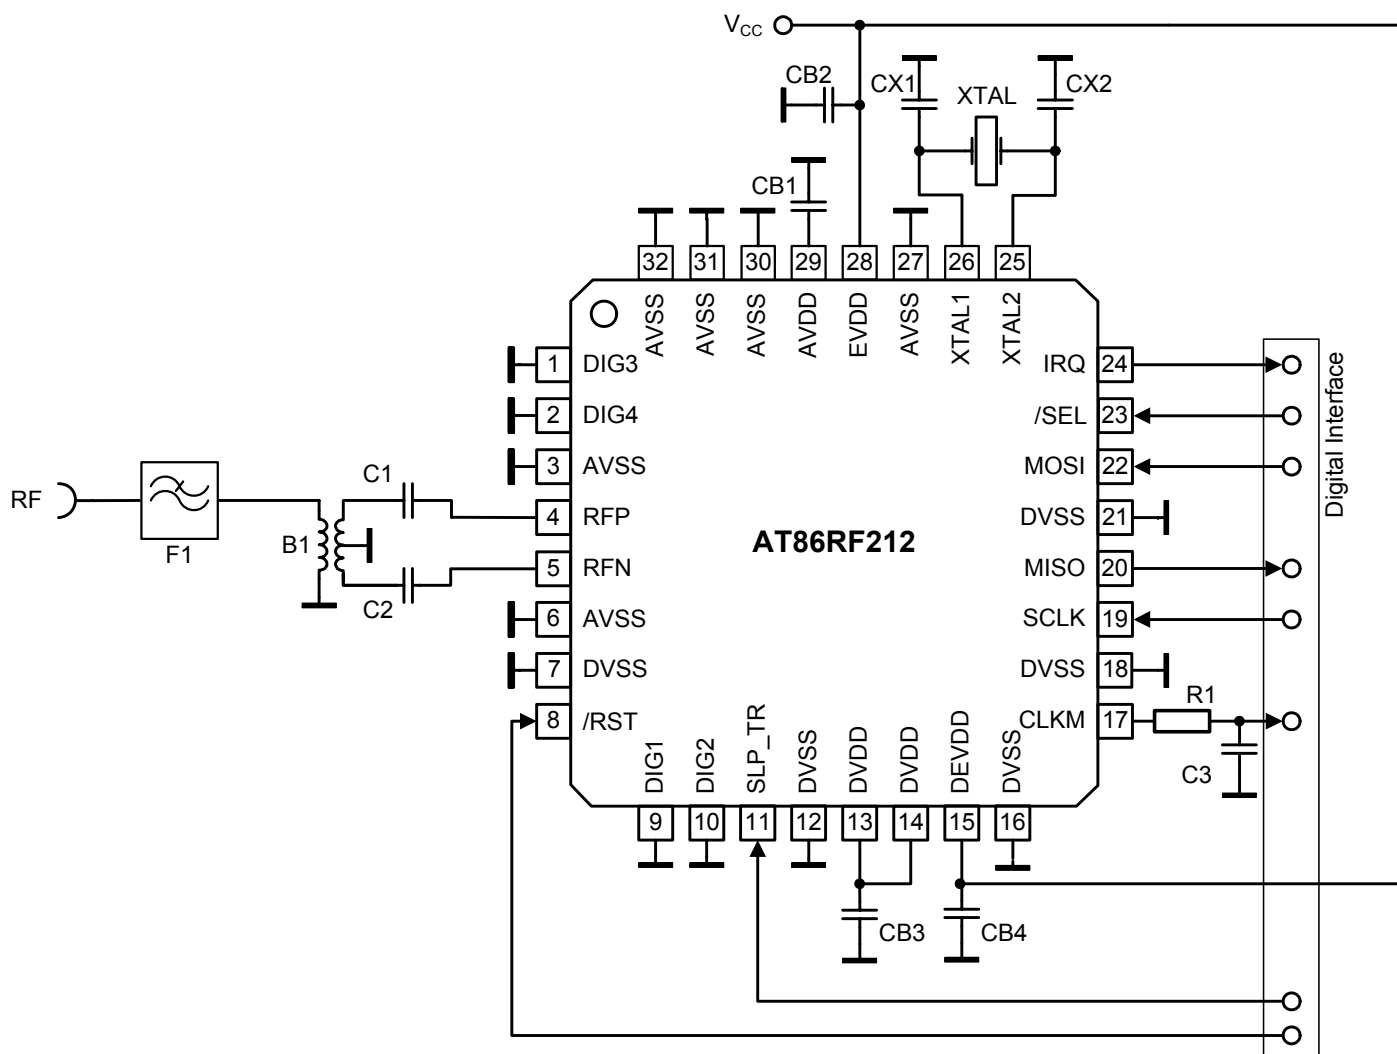 VCC
CB2
CX1
XTAL
CX2
CB1
32 31 30 29 28 27 26 25
AVSS AVSS AVSS AVDD EVDD AVSS XTAL1 XTAL2
1 DIG3
2 DIG4
3 AVSS
4 RFP
5 RFN
6 AVSS
7 DVSS
8 /RST
RF
F1
B1
C1
C2
AT86RF212
IRQ 24
/SEL 23
MOSI 22
DVSS 21
MISO 20
SCLK 19
DVSS 18
CLKM 17
R1
C3
Digital Interface
DIG1 DIG2 SLP_TR DVSS DVDD DVDD DEVDD DVSS
9 10 11 12 13 14 15 16
CB3
CB4